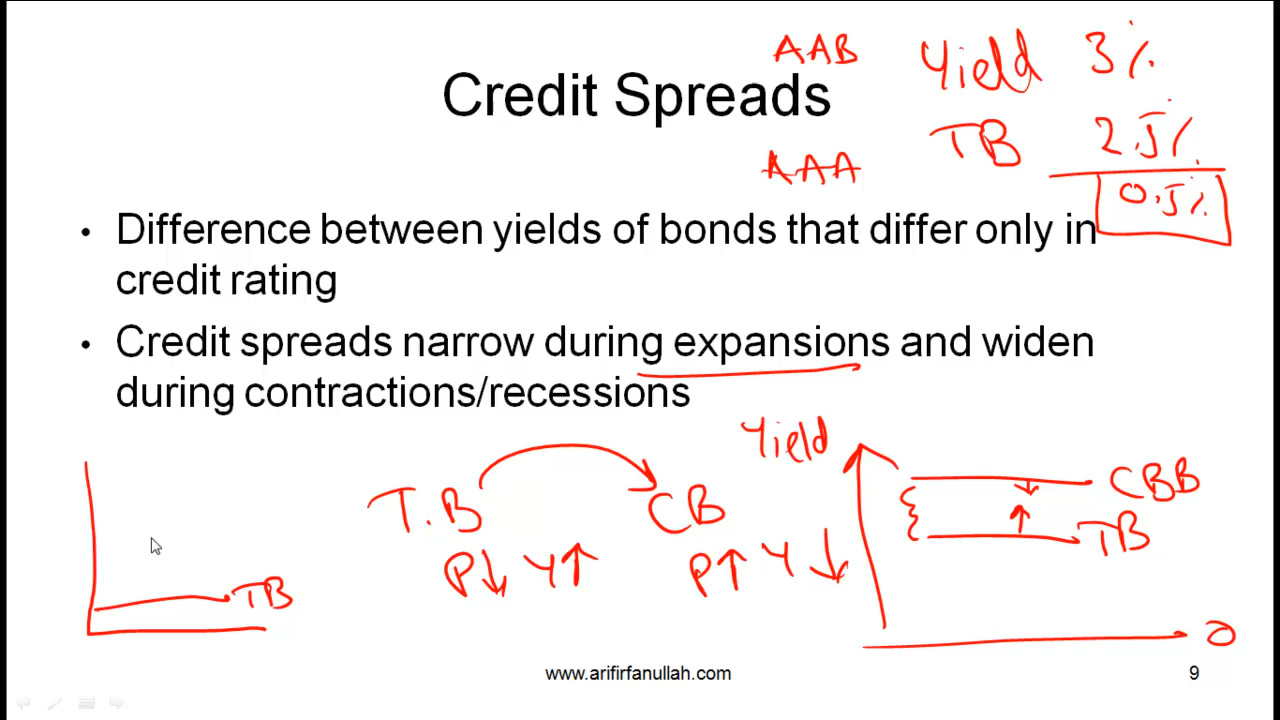 AAB Yield 3%
Credit Spreads
TB 2.5%
AAA
0.5%
• Difference between yields of bonds that differ only in
credit rating
• Credit spreads narrow during expansions and widen
during contractions/recessions
Yield
T.B CB
CBB
TB
P↓ Y↑ P↑ Y↓
TB
www.arifirfanullah.com 9